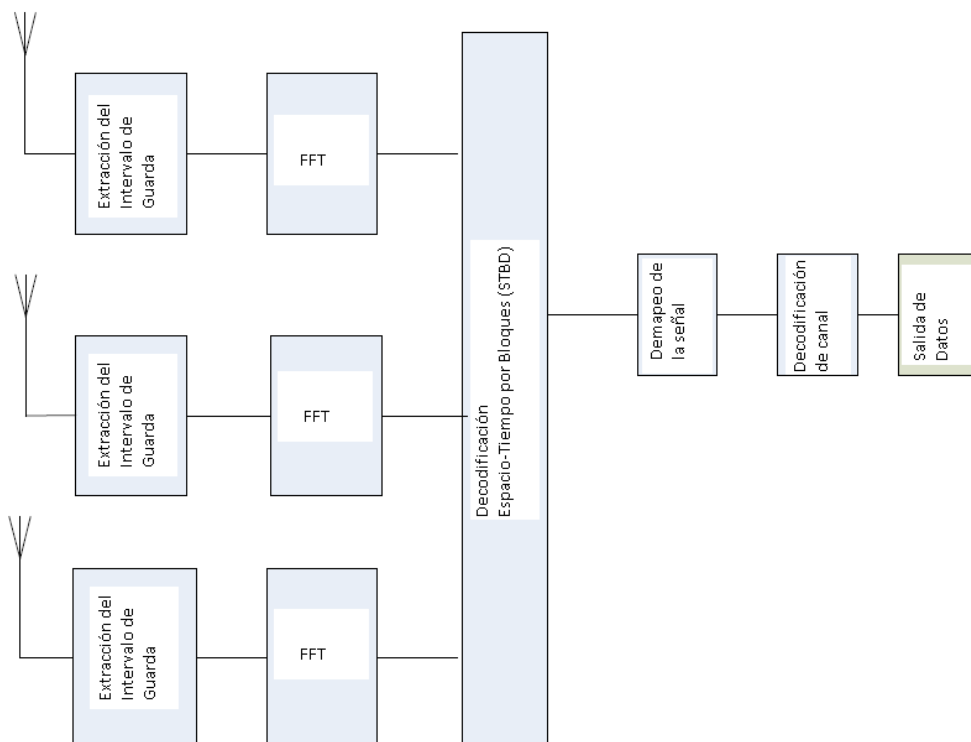 Extracción del
Intervalo de
Guarda
FFT
Extracción del
Intervalo de
Guarda
FFT
Extracción del
Intervalo de
Guarda
FFT
Decodificación
Espacio-Tiempo por Bloques (STBD)
Demapeo de
la señal
Decodificación
de canal
Salida de
Datos